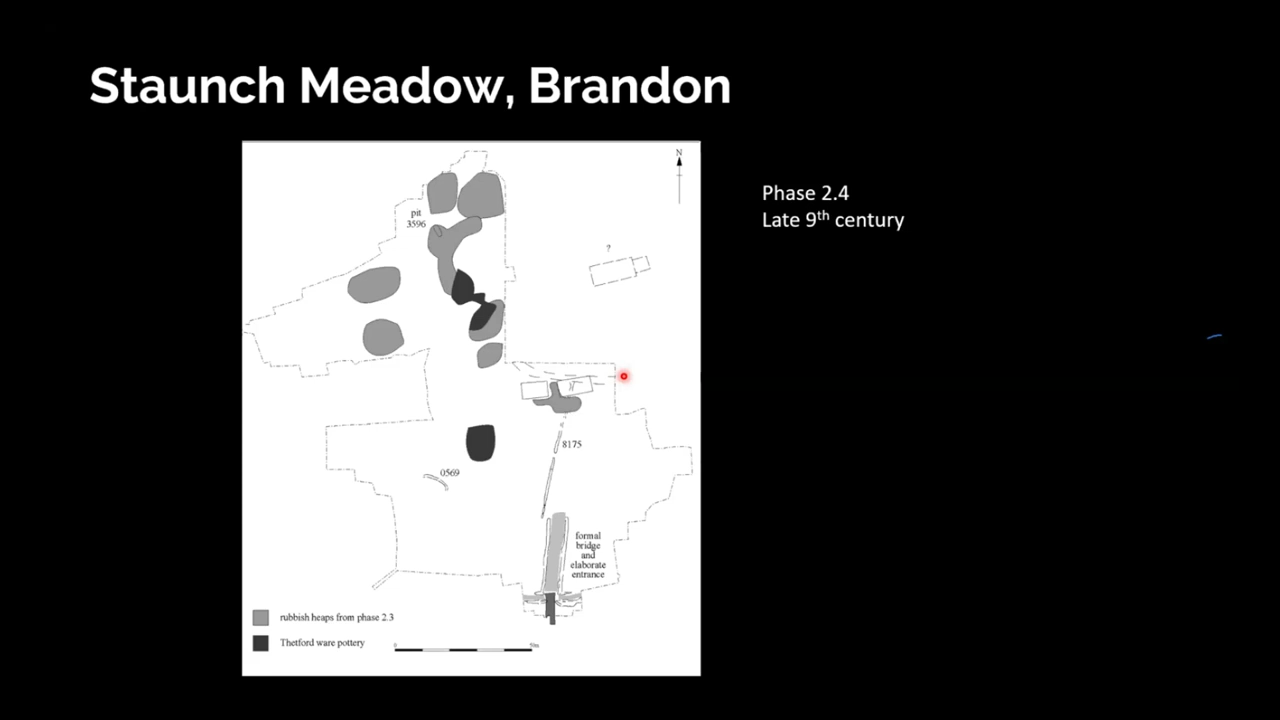 Staunch Meadow, Brandon
N
pit
3596
?
Phase 2.4
Late 9th century
8175
0569
formal
bridge
and
elaborate
entrance
rubbish heaps from phase 2.3
Thetford ware pottery
0
50m